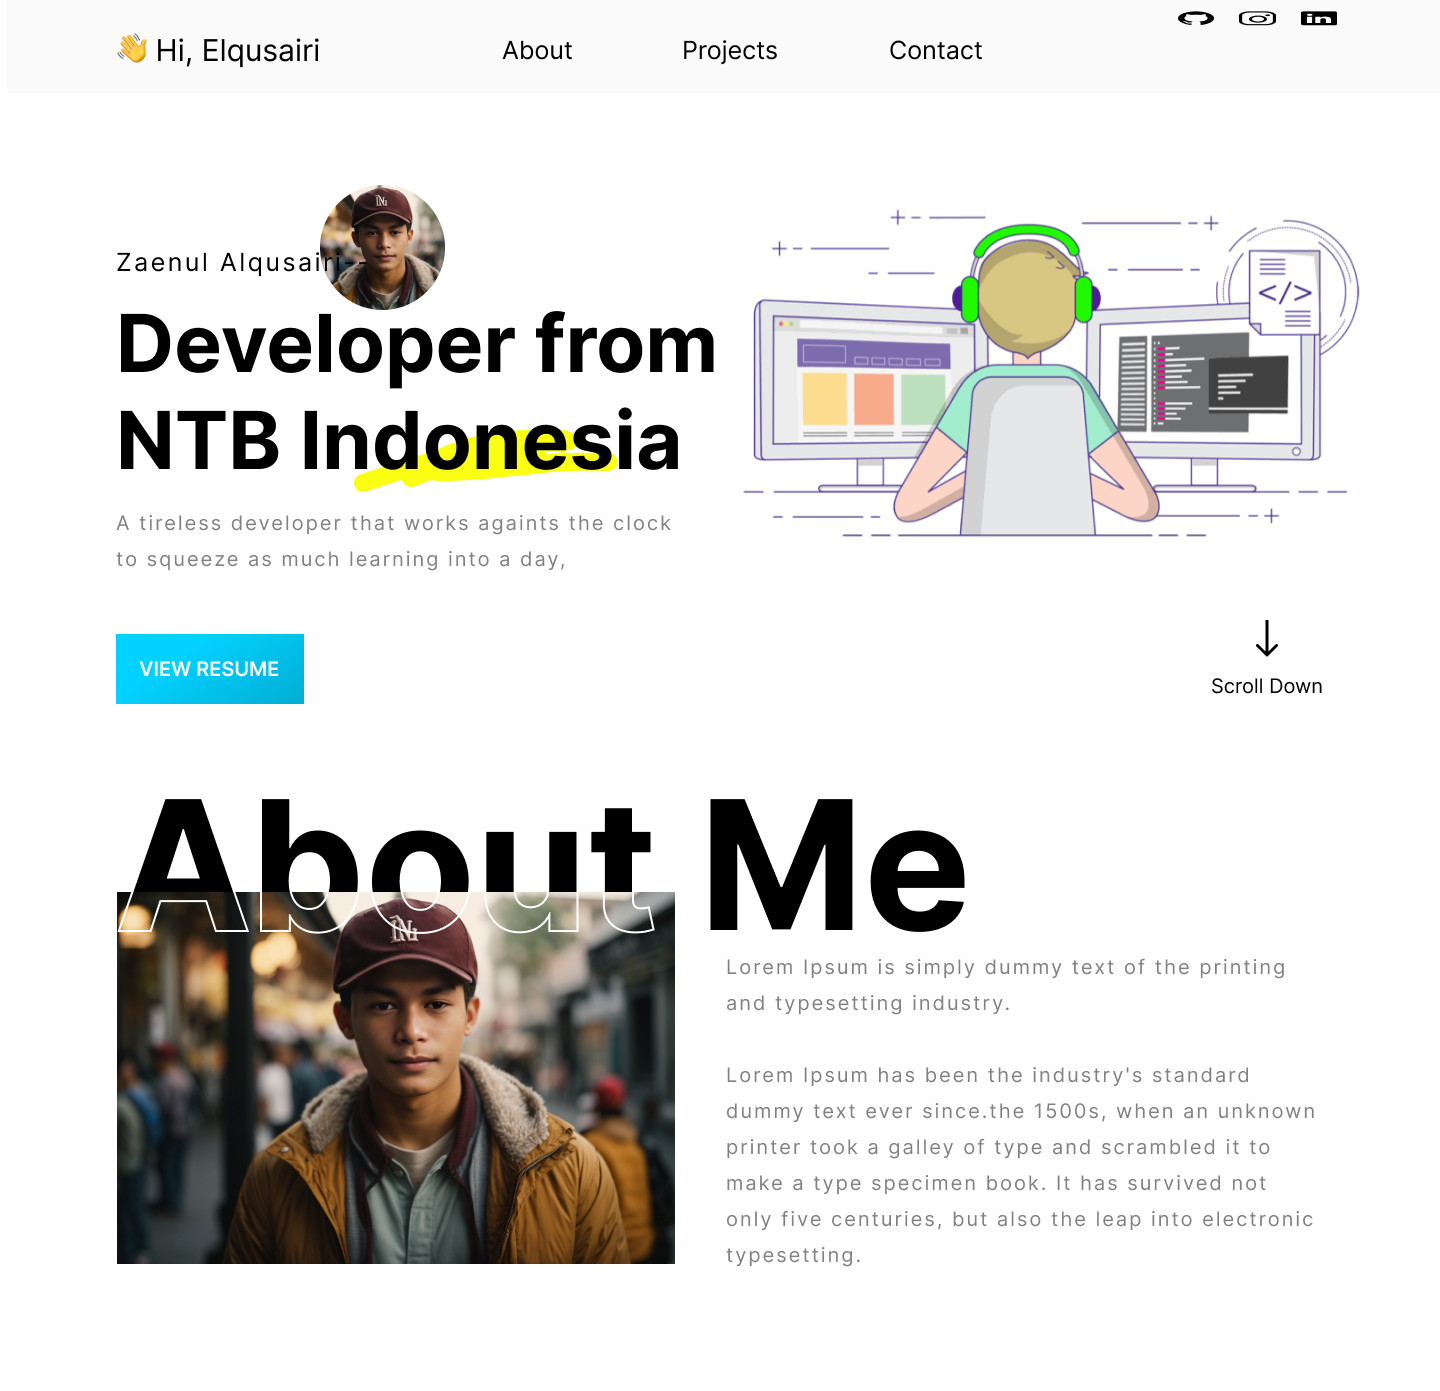 👋 Hi, Elqusairi
About
Projects
Contact
in
Zaenul Alqusairi--
Developer from
NTB Indonesia
A tireless developer that works againts the clock
to squeeze as much learning into a day,
</>
VIEW RESUME
Scroll Down
About Me
Lorem Ipsum is simply dummy text of the printing
and typesetting industry.
Lorem Ipsum has been the industry's standard
dummy text ever since.the 1500s, when an unknown
printer took a galley of type and scrambled it to
make a type specimen book. It has survived not
only five centuries, but also the leap into electronic
typesetting.